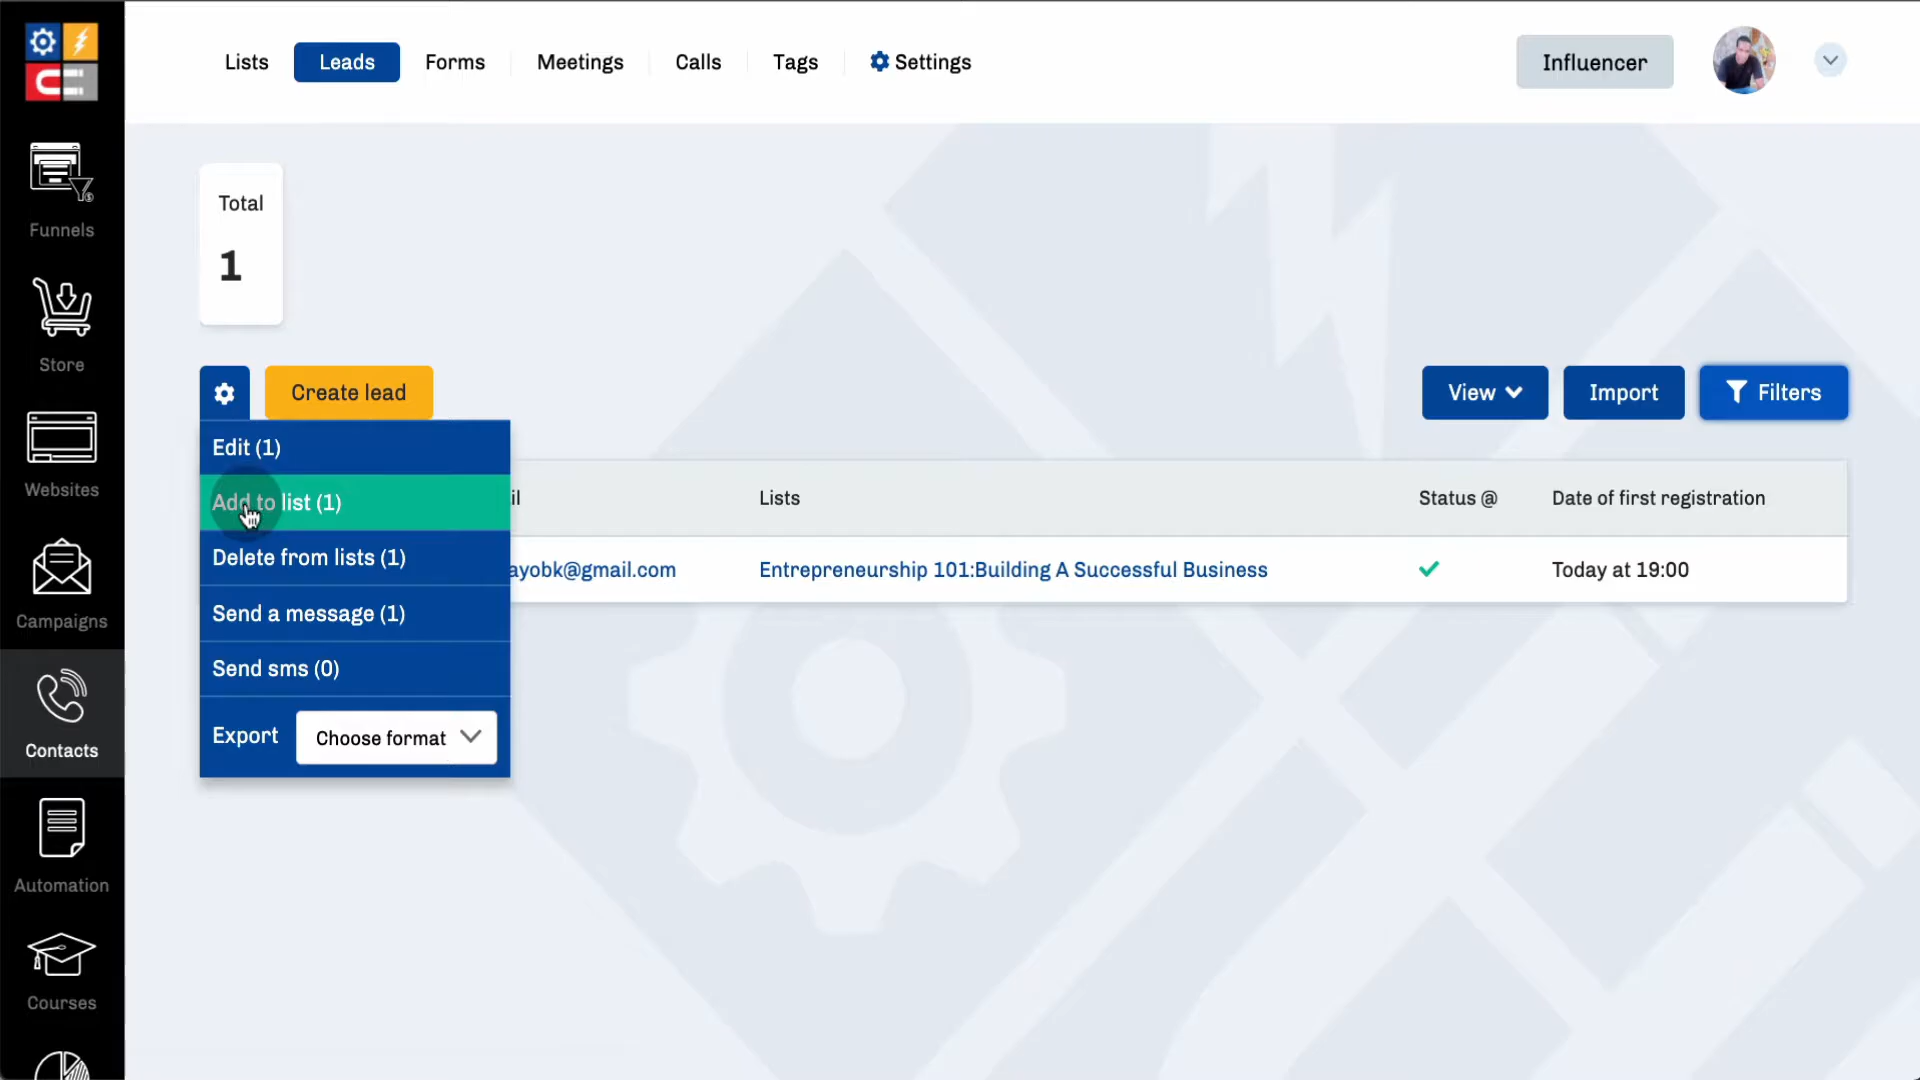 Lists
Leads
Forms
Meetings
Calls
Tags
Settings
Influencer
Funnels
Store
Websites
Campaigns
Contacts
Automation
Courses
Total
1
Create lead
View
Import
Filters
Edit (1)
Add to list (1)
Delete from lists (1)
Send a message (1)
Send sms (0)
Export
Choose format
il
Lists
Status @
Date of first registration
ayobk@gmail.com
Entrepreneurship 101:Building A Successful Business
Today at 19:00